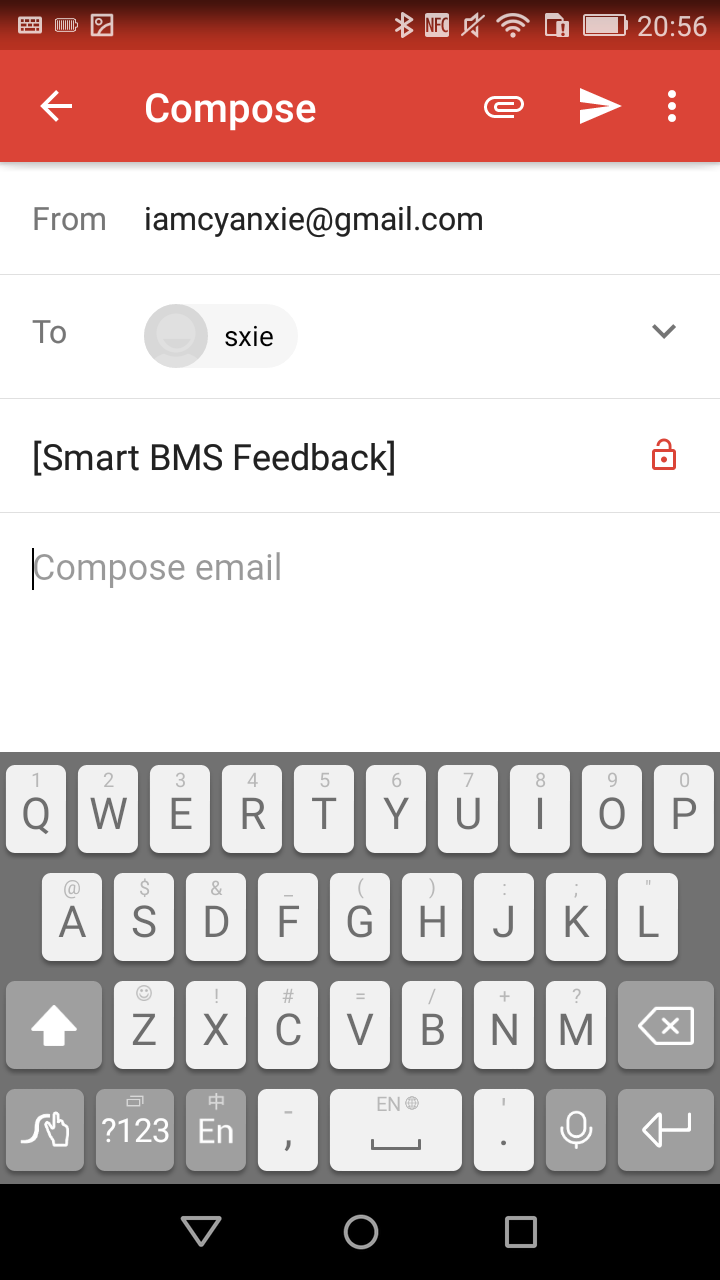 NFC 20:56
Compose
From iamcyanxie@gmail.com
To sxie
[Smart BMS Feedback]
Compose email
1 2 3 4 5 6 7 8 9 0
Q W E R T Y U I O P
@ $ & _ ( ) : ; "
A S D F G H J K L
! # = / + ?
Z X C V B N M
中 - EN '
?123 En , .